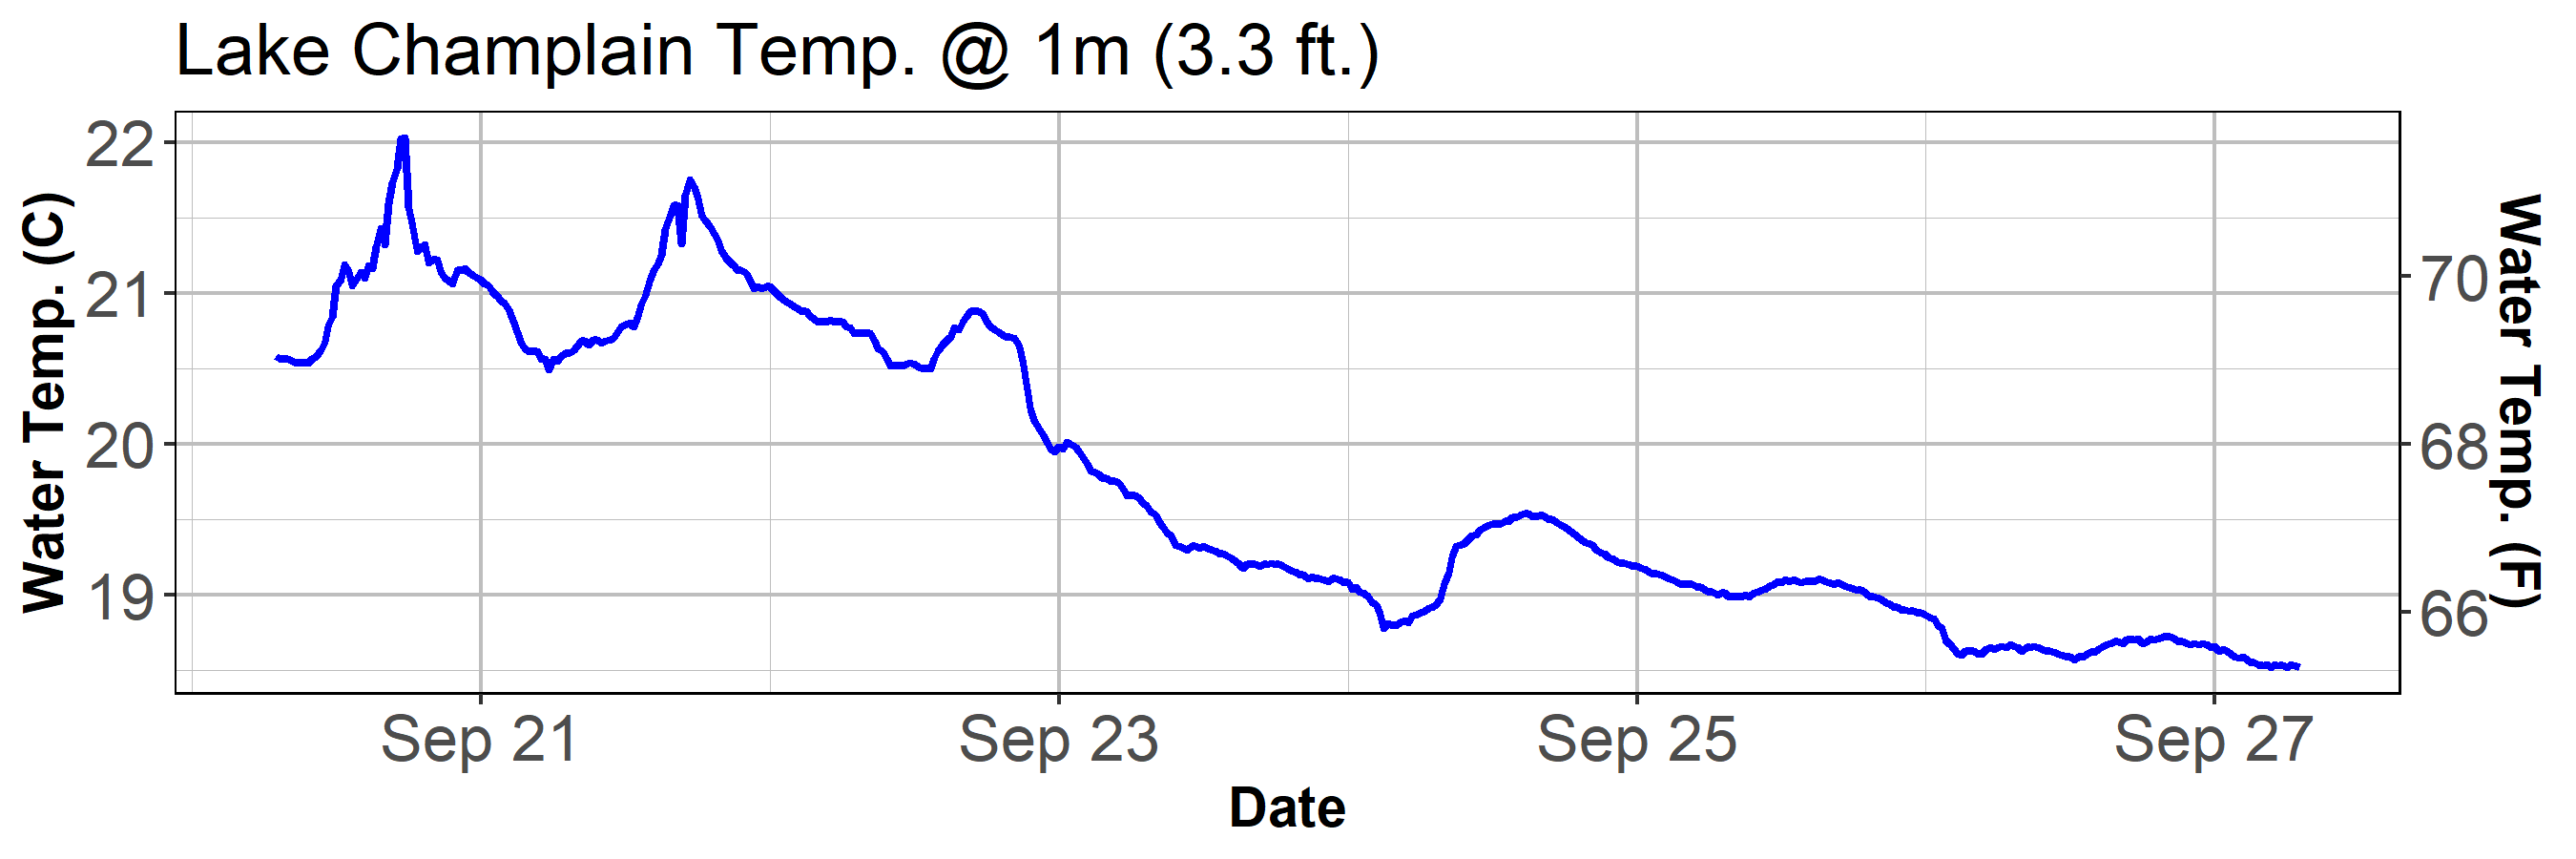 Lake Champlain Temp. @ 1m (3.3 ft.)
Water Temp. (C)
22
21
20
19
70
68
66
Water Temp. (F)
Sep 21
Sep 23
Sep 25
Sep 27
Date